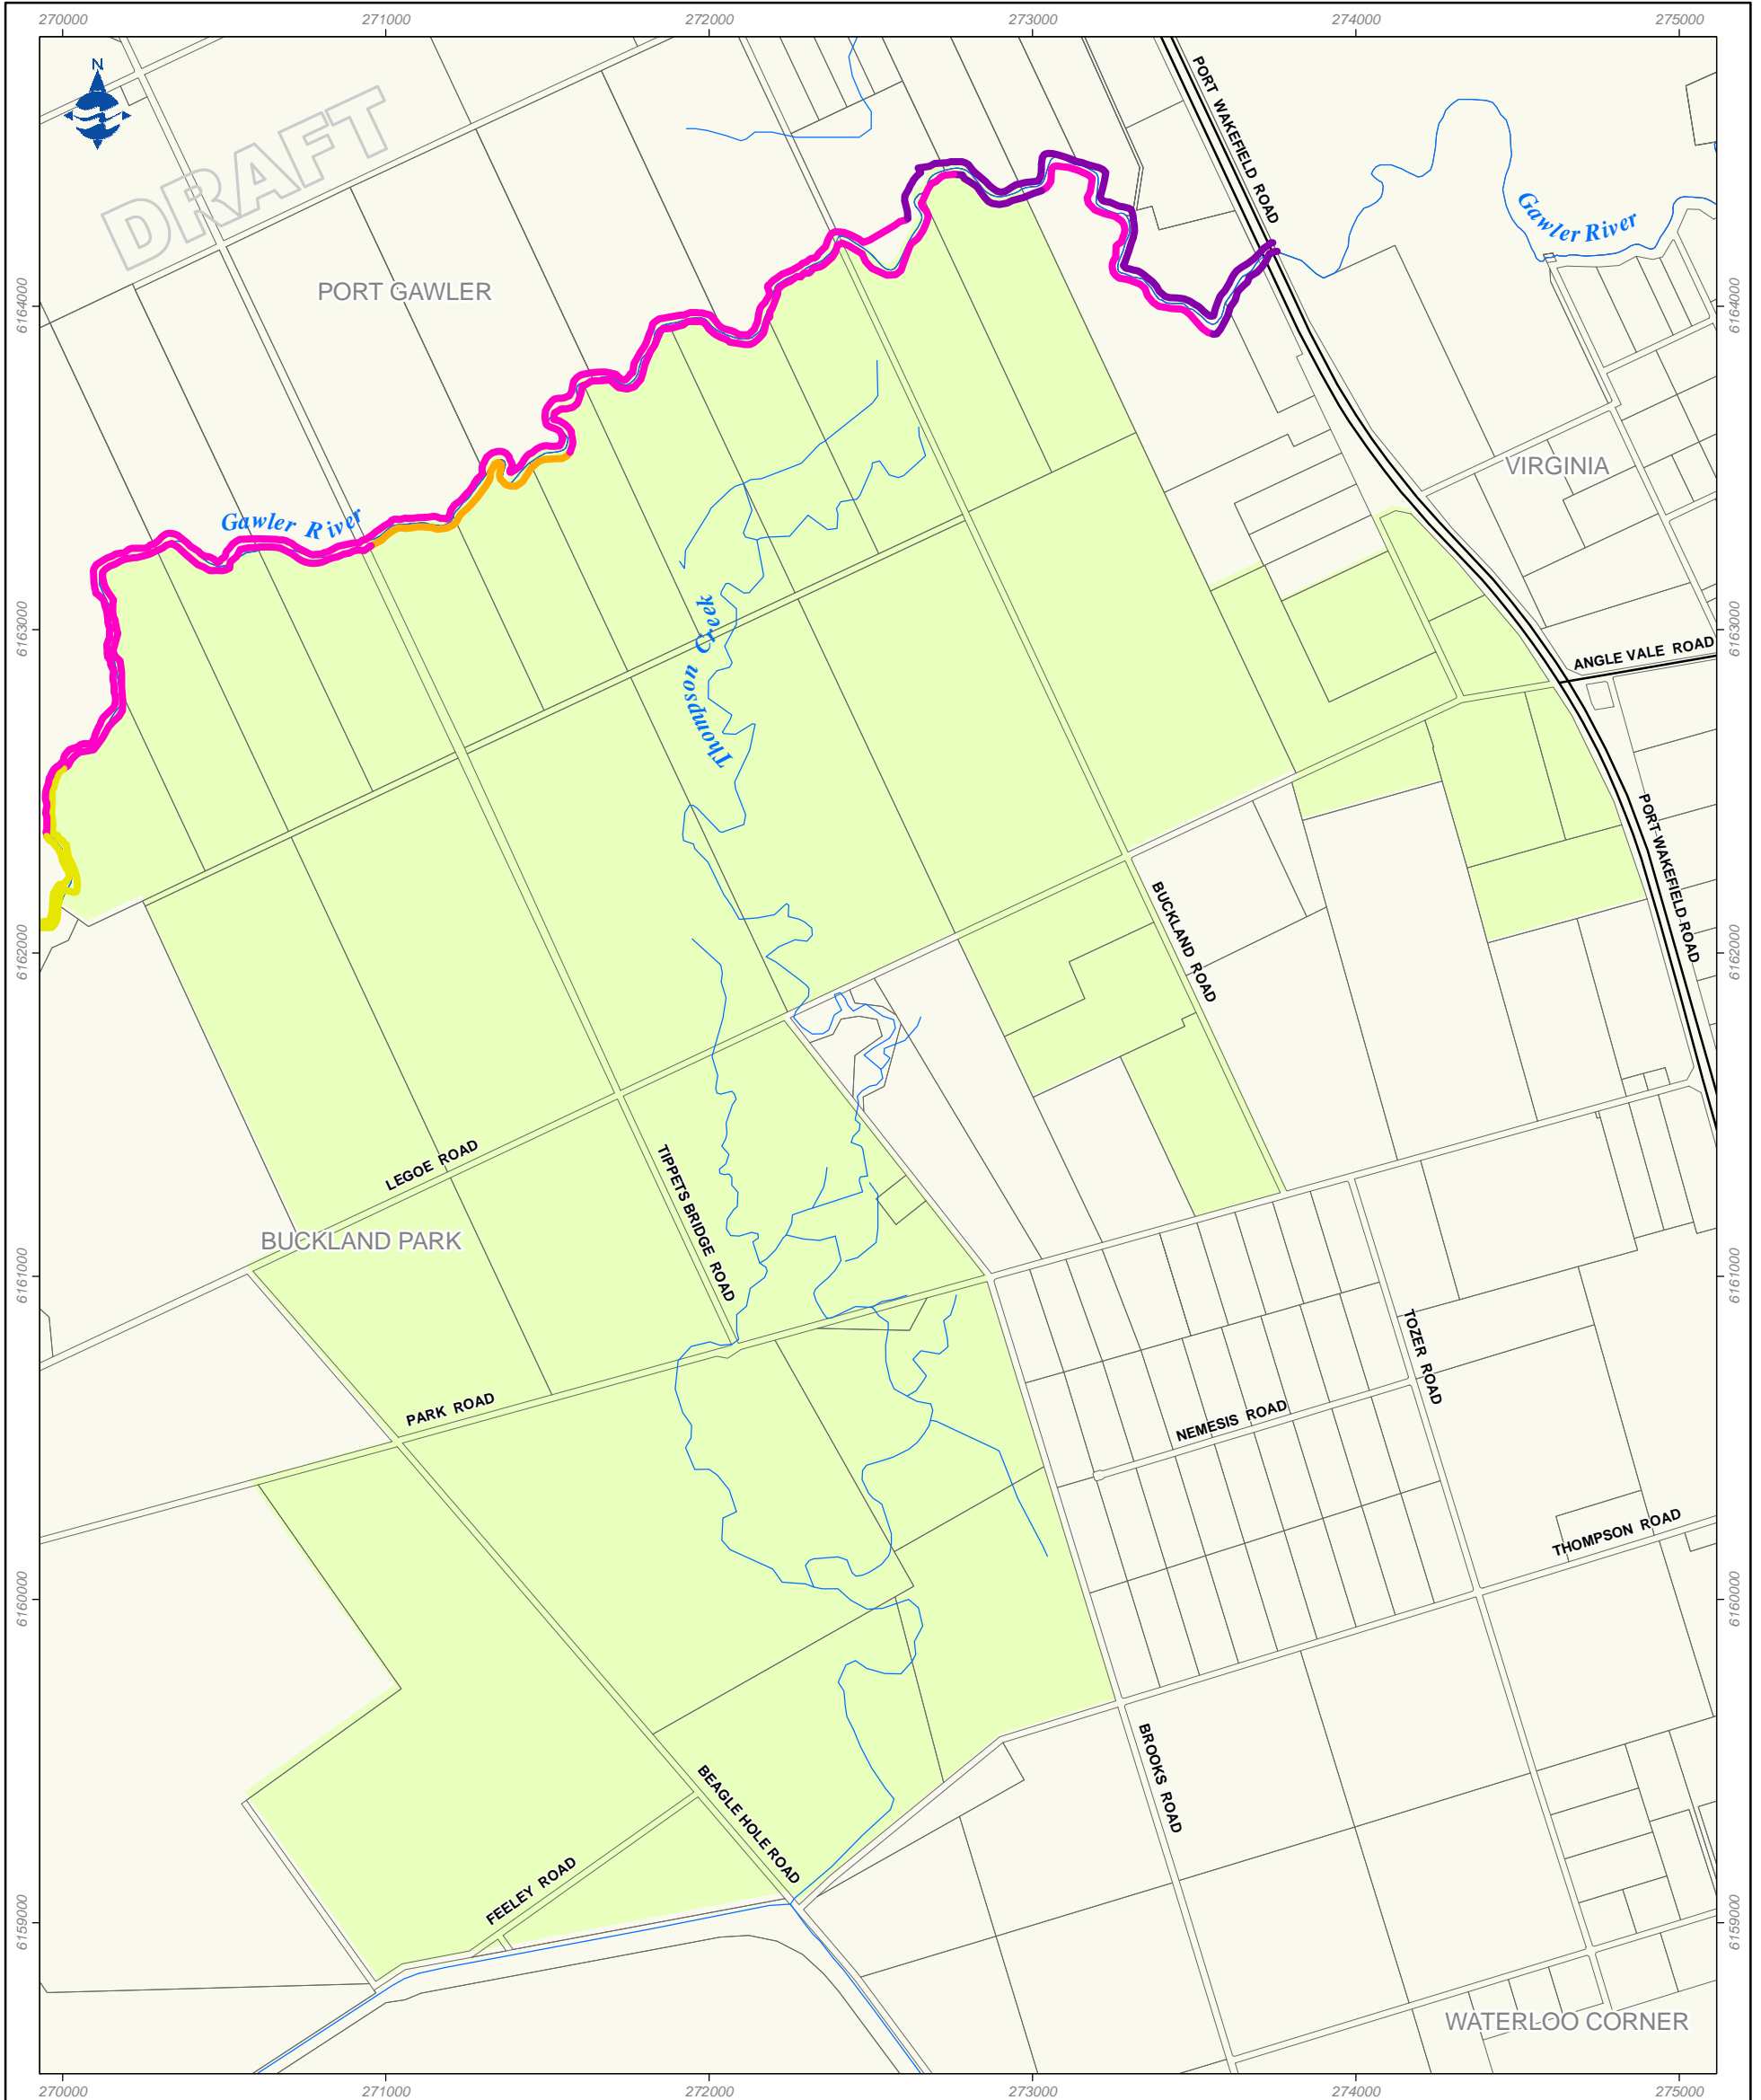 270000 271000 272000 273000 274000 275000
N
DRAFT
PORT WAKEFIELD ROAD
Gawler River
PORT GAWLER
6164000 6164000
VIRGINIA
Gawler River
Thompson Creek
6163000 6163000
ANGLE VALE ROAD
PORT WAKEFIELD ROAD
BUCKLAND ROAD
6162000 6162000
LEGOE ROAD
TIPPETS BRIDGE ROAD
BUCKLAND PARK
6161000 6161000
TOZER ROAD
PARK ROAD
NEMESIS ROAD
THOMPSON ROAD
6160000 6160000
BROOKS ROAD
BEAGLE HOLE ROAD
FEELEY ROAD
6159000 6159000
WATERLOO CORNER
270000 271000 272000 273000 274000 275000